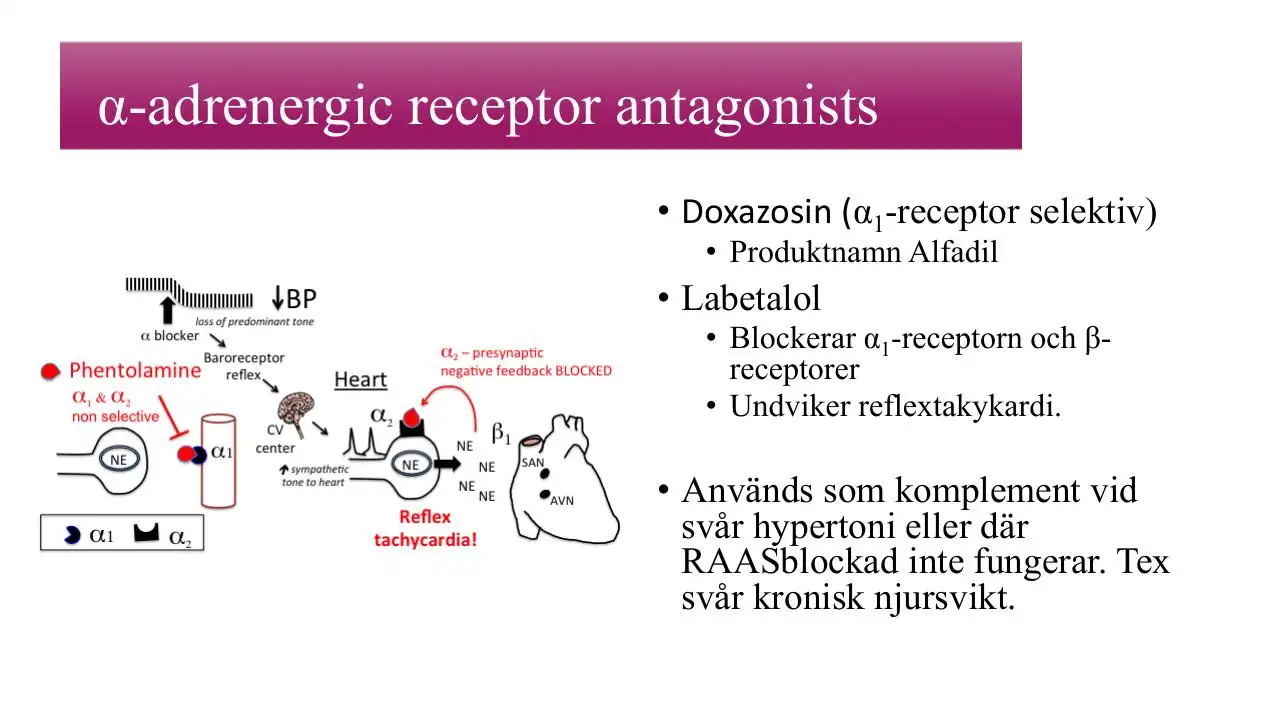 α-adrenergic receptor antagonists
• Doxazosin (α1-receptor selektiv)
• Produktnamn Alfadil
• Labetalol
• Blockerar α1-receptorn och β-
receptorer
• Undviker reflextakykardi.
• Används som komplement vid
svår hypertoni eller där
RAASblockad inte fungerar. Tex
svår kronisk njursvikt.
↓BP
loss of predominant tone
α blocker
Baroreceptor
reflex
Phentolamine
α1 & α2
non selective
NE
α1
CV
center
↑ sympathetic
tone to heart
Heart
α2
α2 – presynaptic
negative feedback BLOCKED
NE
NE
NE
NE
NE
β1
SAN
AVN
Reflex
tachycardia!
α1 α2